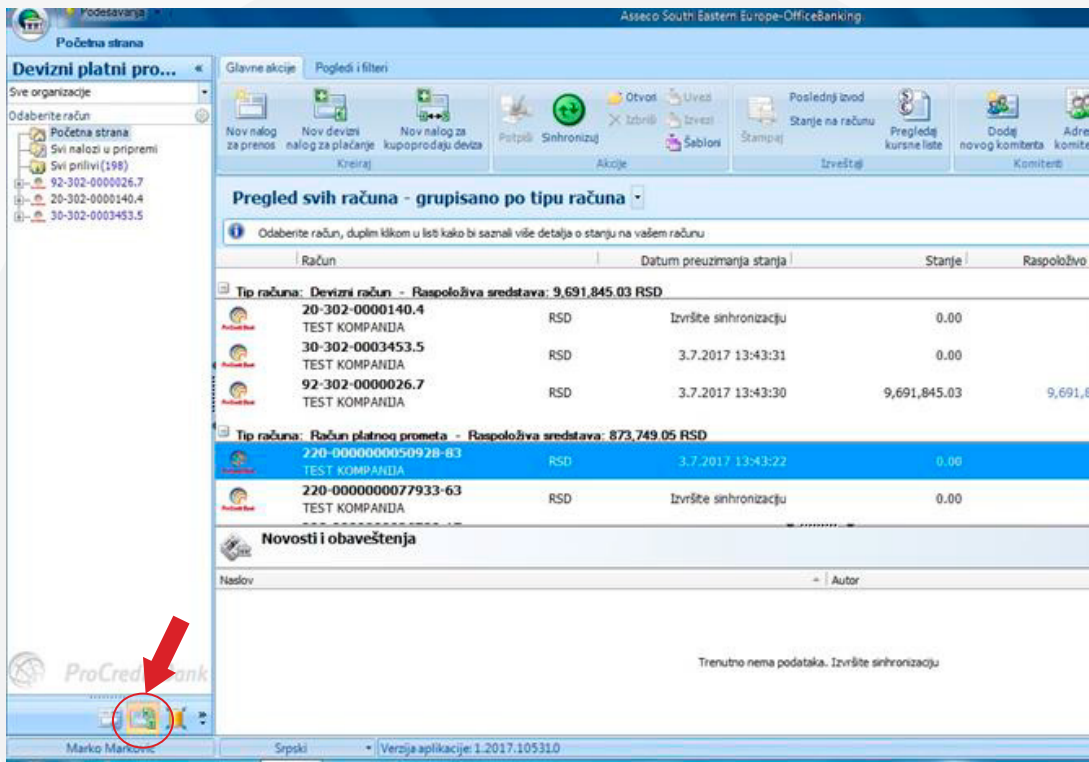 Podešavanja
Asseco South Eastern Europe-OfficeBanking
Početna strana
Devizni platni pro...
«
Glavne akcije
Pogledi i filteri
Sve organizacije
Odaberite račun
Početna strana
Svi nalozi u pripremi
Svi prilivi (198)
92-302-0000026.7
20-302-0000140.4
30-302-0003453.5
Nov nalog
za prenos
Nov devizni
nalog za plaćanje
Nov nalog za
kupoprodaju deviza
Kreiraj
Potpiši
Sinhronizuj
Otvori
Izbriši
Uvezi
Izvezi
Šabloni
Akcije
Štampaj
Poslednji izvod
Stanje na računu
Pregledaj
kursne liste
Izveštaji
Dodaj
novog komitenta
Komitenti
Pregled svih računa - grupisano po tipu računa
Odaberite račun, duplim klikom u listi kako bi saznali više detalja o stanju na vašem računu
Račun Datum preuzimanja stanja Stanje Raspoloživo
Tip računa: Devizni račun - Raspoloživa sredstava: 9,691,845.03 RSD
20-302-0000140.4
TEST KOMPANIJA
RSD Izvršite sinhronizaciju 0.00
30-302-0003453.5
TEST KOMPANIJA
RSD 3.7.2017 13:43:31 0.00
92-302-0000026.7
TEST KOMPANIJA
RSD 3.7.2017 13:43:30 9,691,845.03
Tip računa: Račun platnog prometa - Raspoloživa sredstava: 873,749.05 RSD
220-0000000050928-83
TEST KOMPANIJA
RSD 3.7.2017 13:43:22 0.00
220-0000000077933-63
TEST KOMPANIJA
RSD Izvršite sinhronizaciju 0.00
Novosti i obaveštenja
Naslov Autor
Trenutno nema podataka. Izvršite sinhronizaciju
Marko Marković
Srpski
Verzija aplikacije: 1.2017.10531.0